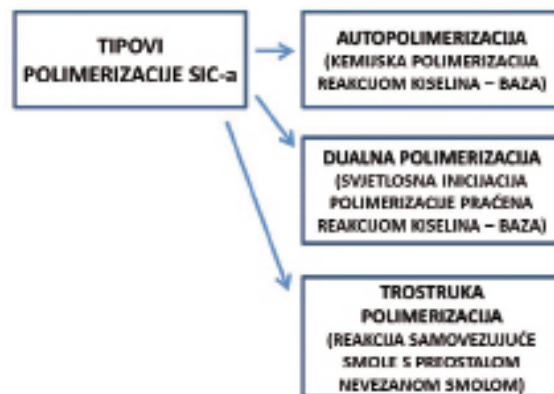 TIPOVI
POLIMERIZACIJE SIC-a
AUTOPOLIMERIZACIJA
(KEMIJSKA POLIMERIZACIJA
REAKCIJOM KISELINA – BAZA)
DUALNA POLIMERIZACIJA
(SVJETLOSNA INICIJACIJA
POLIMERIZACIJE PRAĆENA
REAKCIJOM KISELINA – BAZA)
TROSTRUKA
POLIMERIZACIJA
(REAKCIJA SAMOVEZUJUĆE
SMOLE S PREOSTALOM
NEVEZANOM SMOLOM)